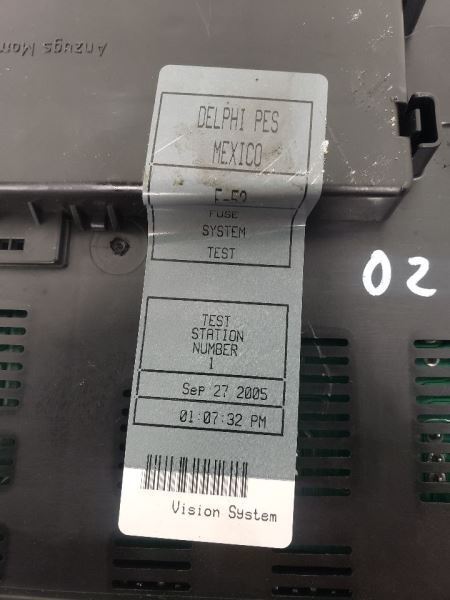 Anzugs
DELPHI PES
MEXICO
FUSE
SYSTEM
TEST
02
TEST
STATION
NUMBER
1
Sep 27 2005
01:07:32 PM
Vision System